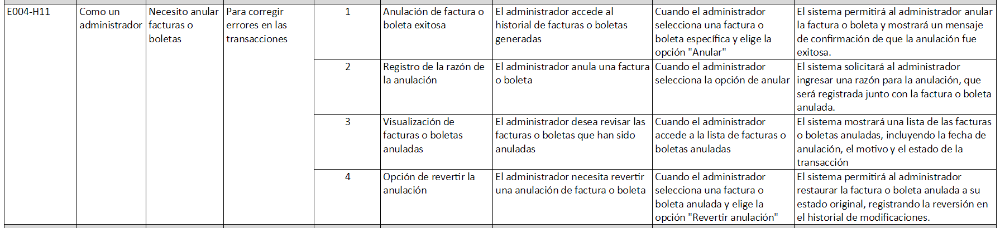 E004-H11
Como un
administrador
Necesito anular
facturas o
boletas
Para corregir
errores en las
transacciones
1
Anulación de factura o
boleta exitosa
El administrador accede al
historial de facturas o boletas
generadas
Cuando el administrador
selecciona una factura o
boleta específica y elige la
opción "Anular"
El sistema permitirá al administrador anular
la factura o boleta y mostrará un mensaje
de confirmación de que la anulación fue
exitosa.
2
Registro de la razón de
la anulación
El administrador anula una factura
o boleta
Cuando el administrador
selecciona la opción de anular
El sistema solicitará al administrador
ingresar una razón para la anulación, que
será registrada junto con la factura o boleta
anulada.
3
Visualización de
facturas o boletas
anuladas
El administrador desea revisar las
facturas o boletas que han sido
anuladas
Cuando el administrador
accede a la lista de facturas o
boletas anuladas
El sistema mostrará una lista de las facturas
o boletas anuladas, incluyendo la fecha de
anulación, el motivo y el estado de la
transacción
4
Opción de revertir la
anulación
El administrador necesita revertir
una anulación de factura o boleta
Cuando el administrador
selecciona una factura o
boleta anulada y elige la
opción "Revertir anulación"
El sistema permitirá al administrador
restaurar la factura o boleta anulada a su
estado original, registrando la reversión en
el historial de modificaciones.